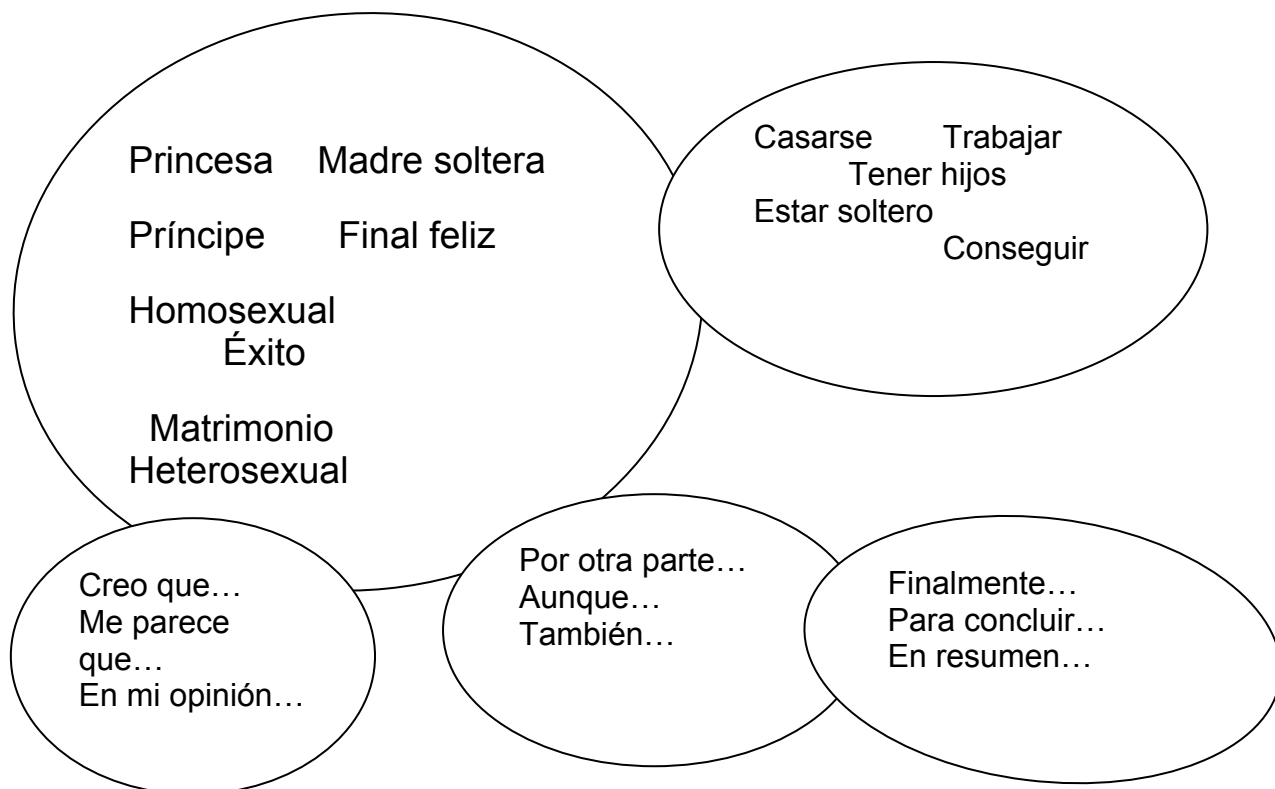 Princesa Madre soltera
Príncipe Final feliz
Homosexual
Éxito
Matrimonio
Heterosexual
Casarse Trabajar
Tener hijos
Estar soltero
Conseguir
Creo que…
Me parece
que…
En mi opinión…
Por otra parte…
Aunque…
También…
Finalmente…
Para concluir…
En resumen…